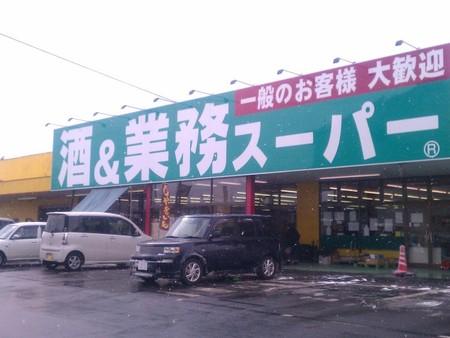 一般のお客様 大歓迎
酒&業務スーパー®